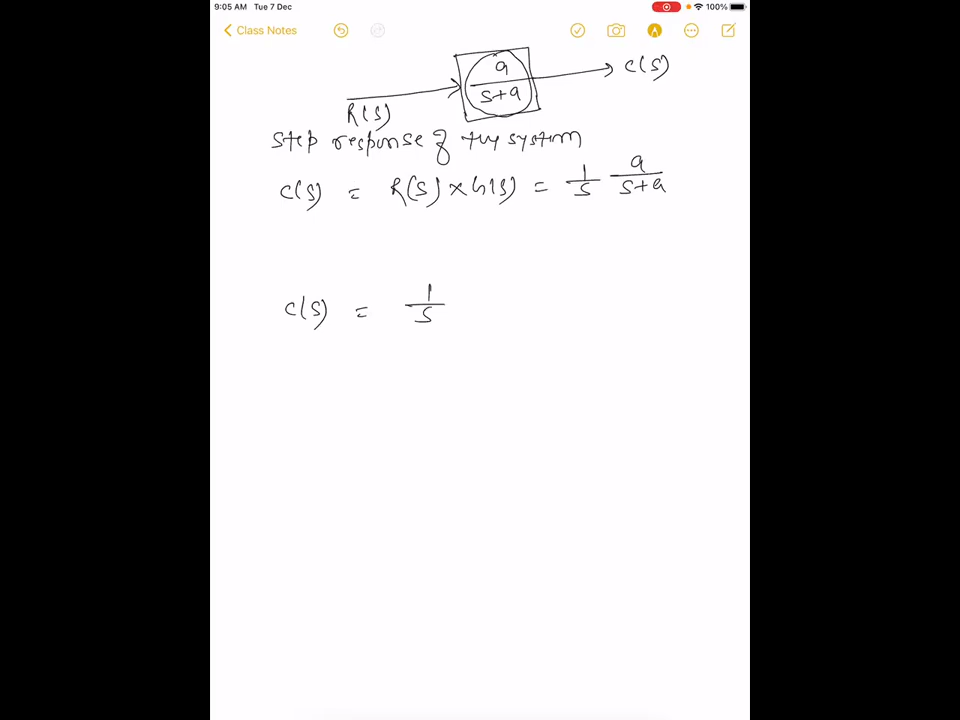 9:05 AM Tue 7 Dec 100%
Class Notes
a/(s+a) C(S)
R(S)
Step response of the system
C(S) = R(S) × G(S) = 1/s a/(s+a)
C(S) = 1/s